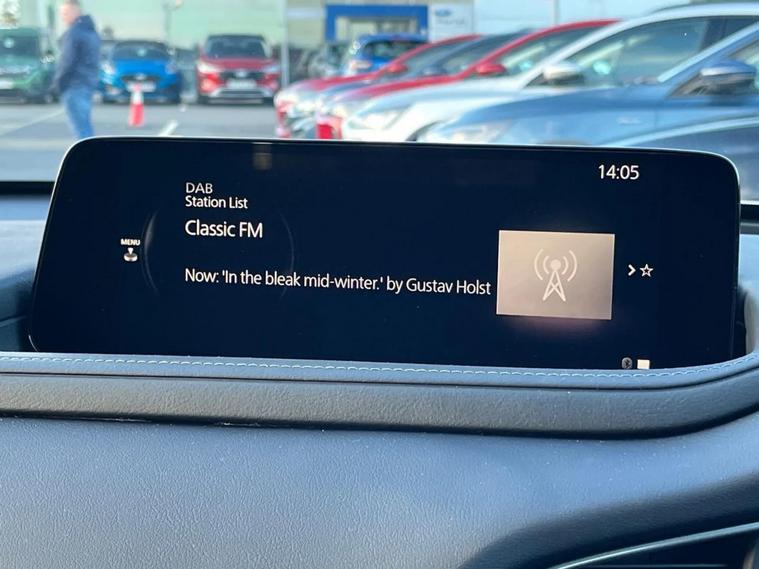 14:05
DAB
Station List
Classic FM
MENU
Now: 'In the bleak mid-winter.' by Gustav Holst